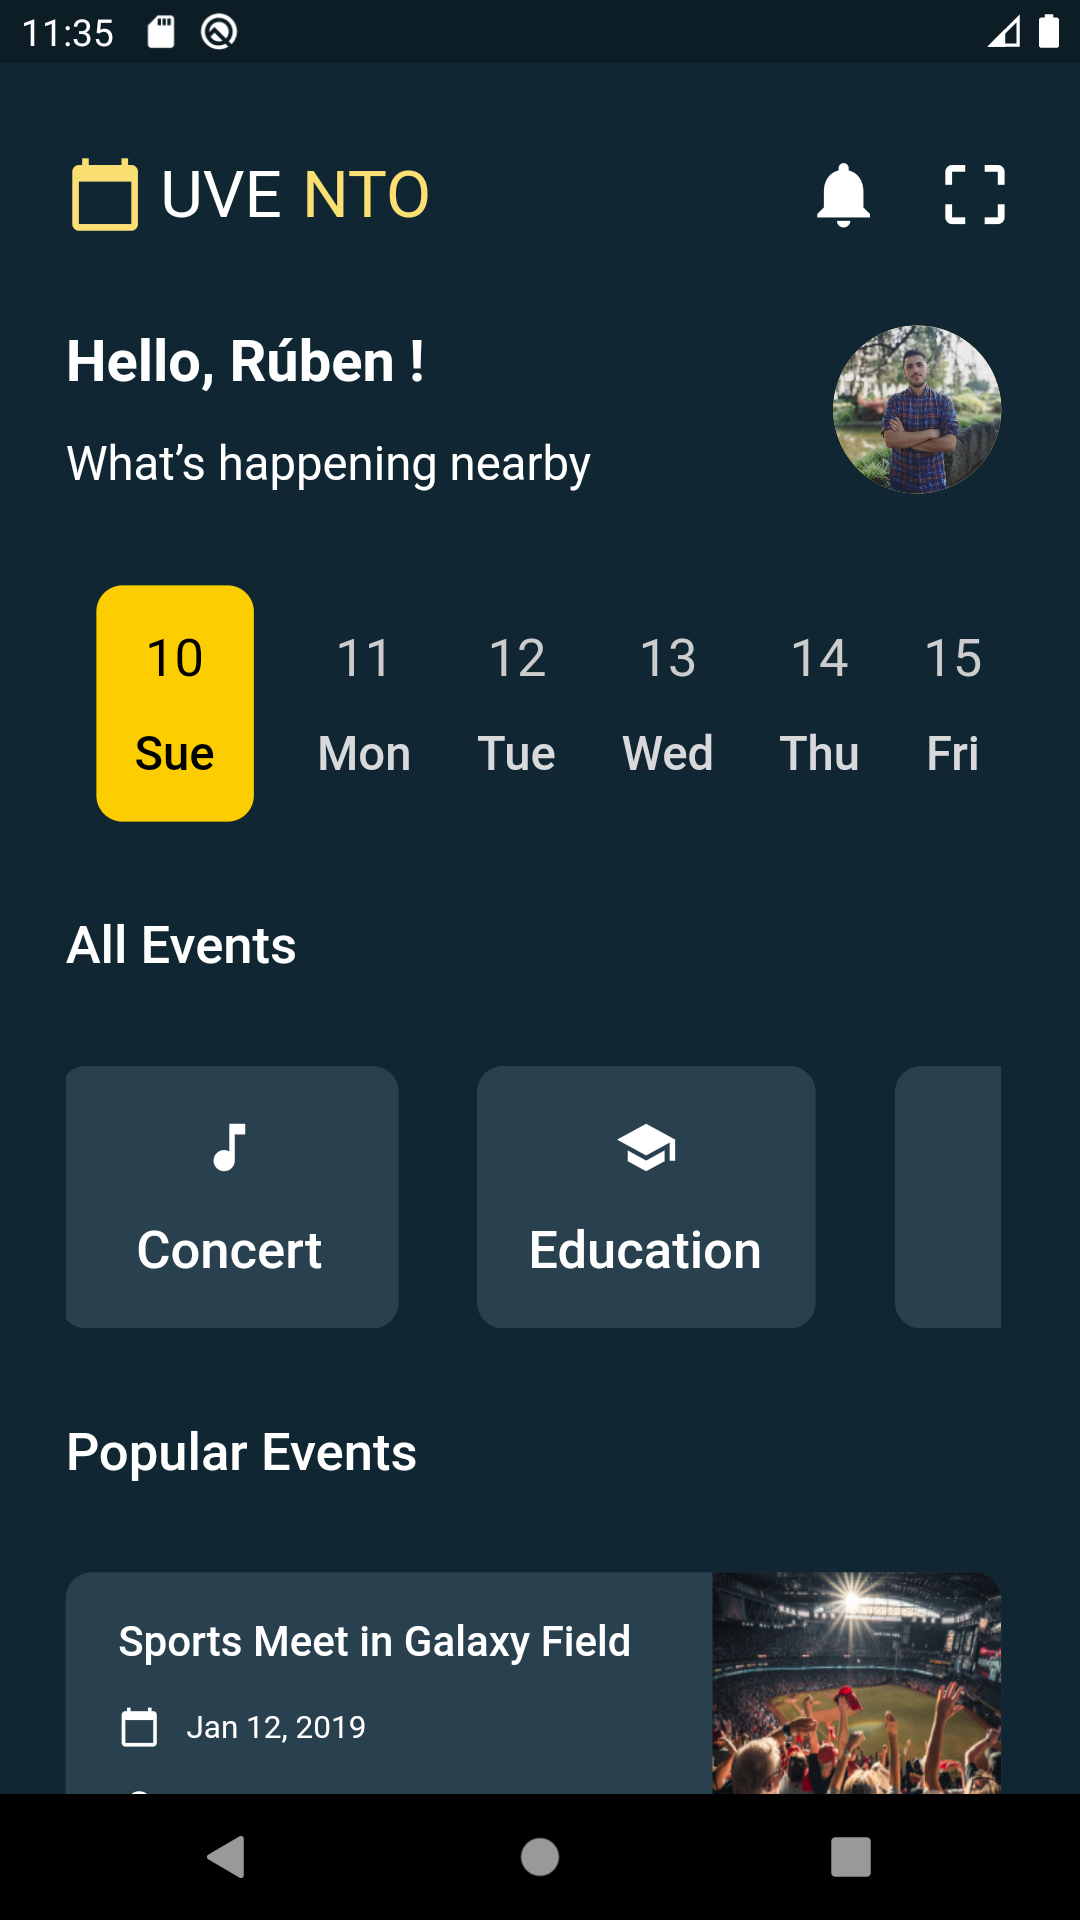 11:35
UVE NTO
Hello, Rúben !
What’s happening nearby
10 11 12 13 14 15
Sue Mon Tue Wed Thu Fri
All Events
Concert Education
Popular Events
Sports Meet in Galaxy Field
Jan 12, 2019